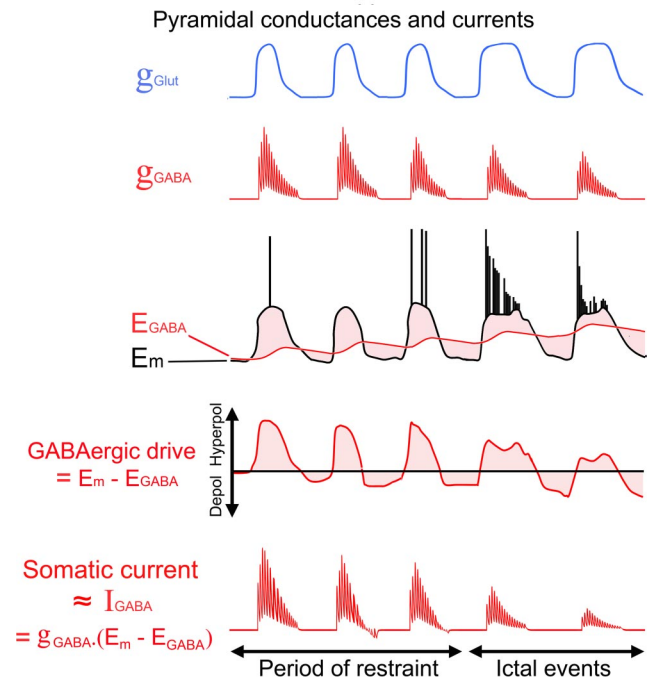 Pyramidal conductances and currents
gGlut
gGABA
EGABA
Em
Depol Hyperpol
GABAergic drive
= Em - EGABA
Somatic current
≈ IGABA
= gGABA.(Em - EGABA)
Period of restraint
Ictal events